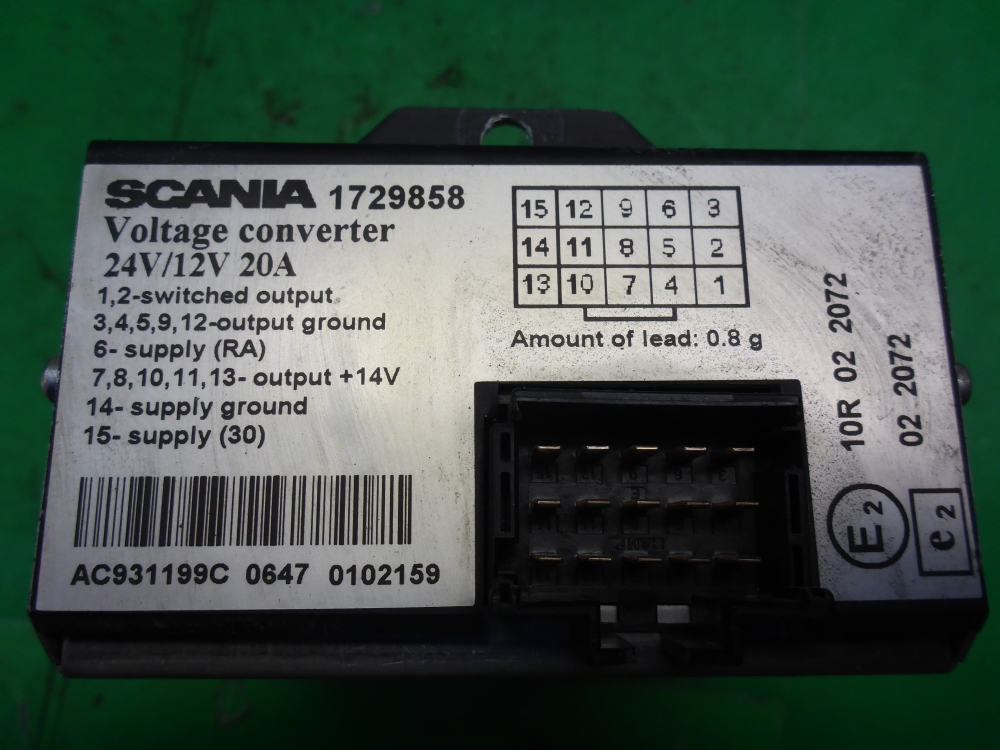 SCANIA 1729858
Voltage converter
24V/12V 20A
1,2-switched output
3,4,5,9,12-output ground
6- supply (RA)
7,8,10,11,13- output +14V
14- supply ground
15- supply (30)
AC931199C 0647 0102159
15 12 9 6 3
14 11 8 5 2
13 10 7 4 1
Amount of lead: 0.8 g
10R 02 2072
02 2072
E2
e2